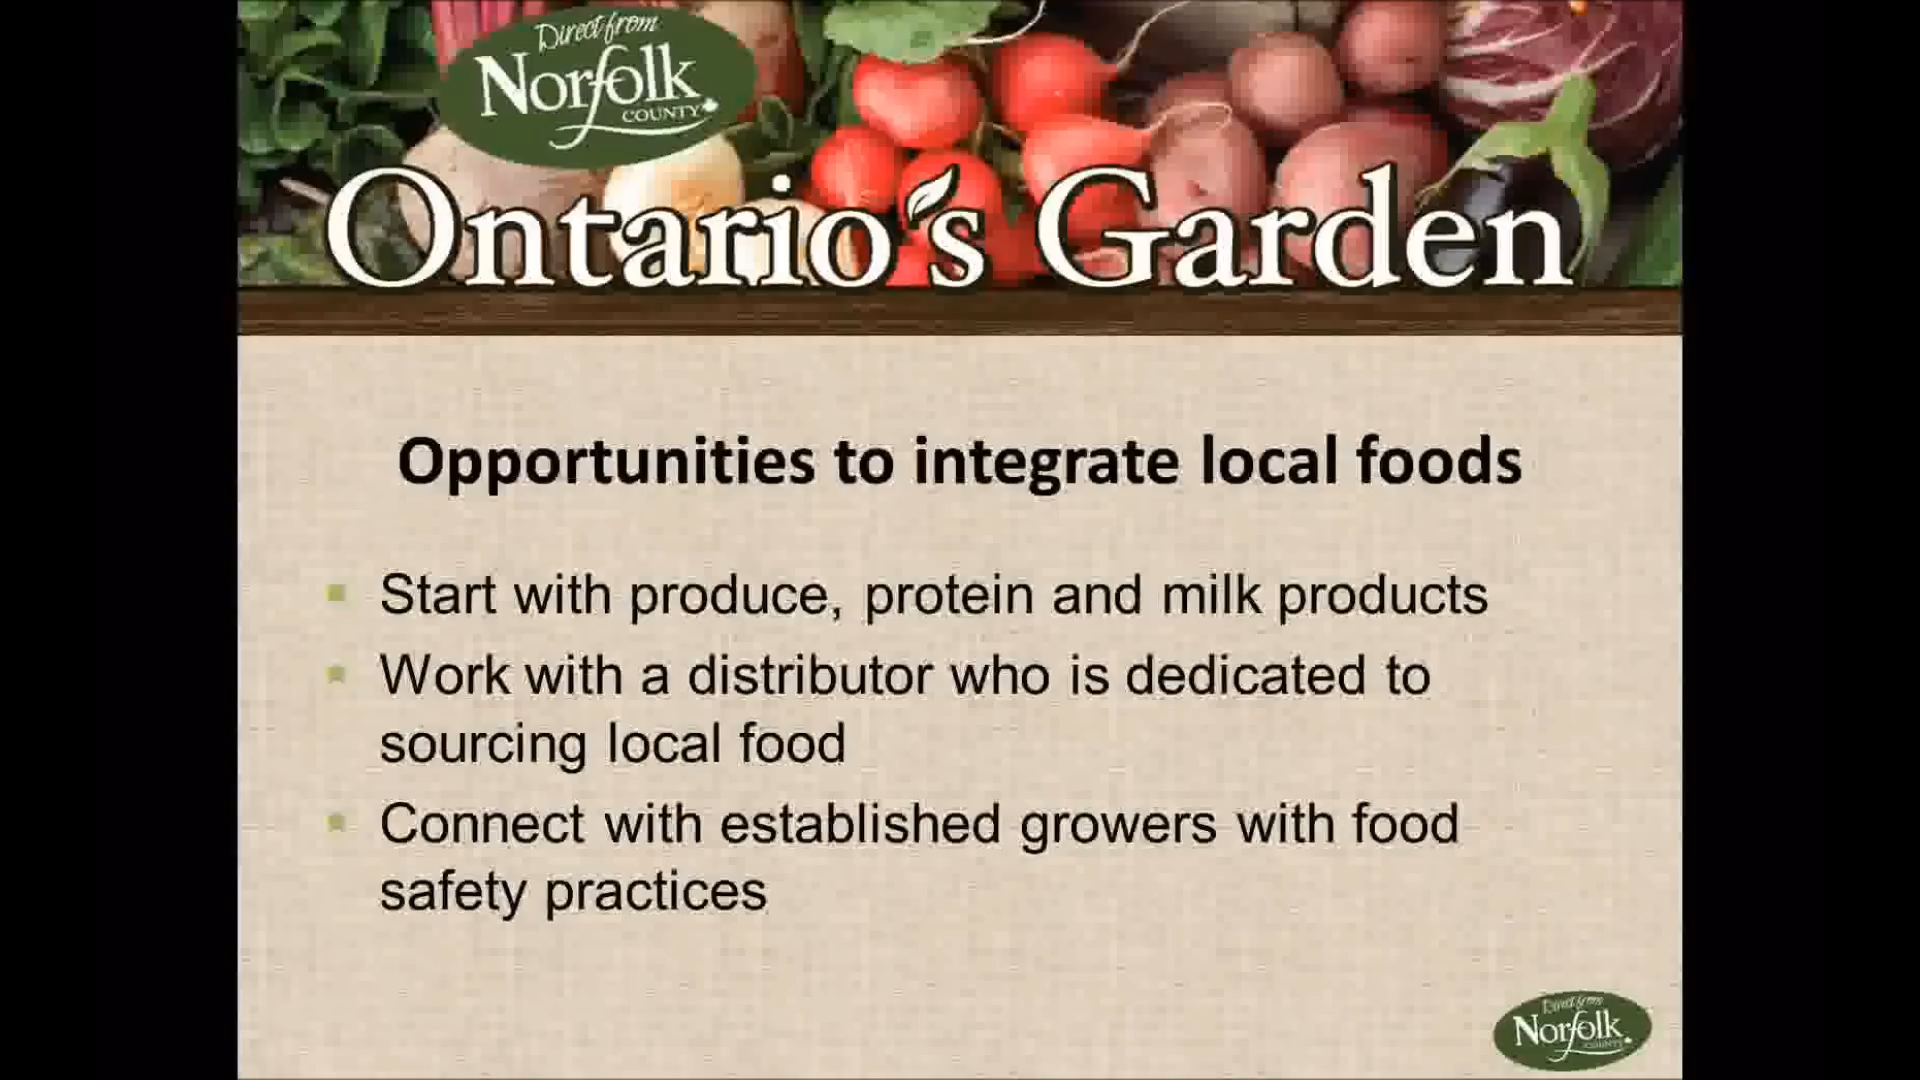 Direct from
Norfolk
COUNTY
Ontario's Garden
Opportunities to integrate local foods
Start with produce, protein and milk products
Work with a distributor who is dedicated to
sourcing local food
Connect with established growers with food
safety practices
Direct from
Norfolk
COUNTY